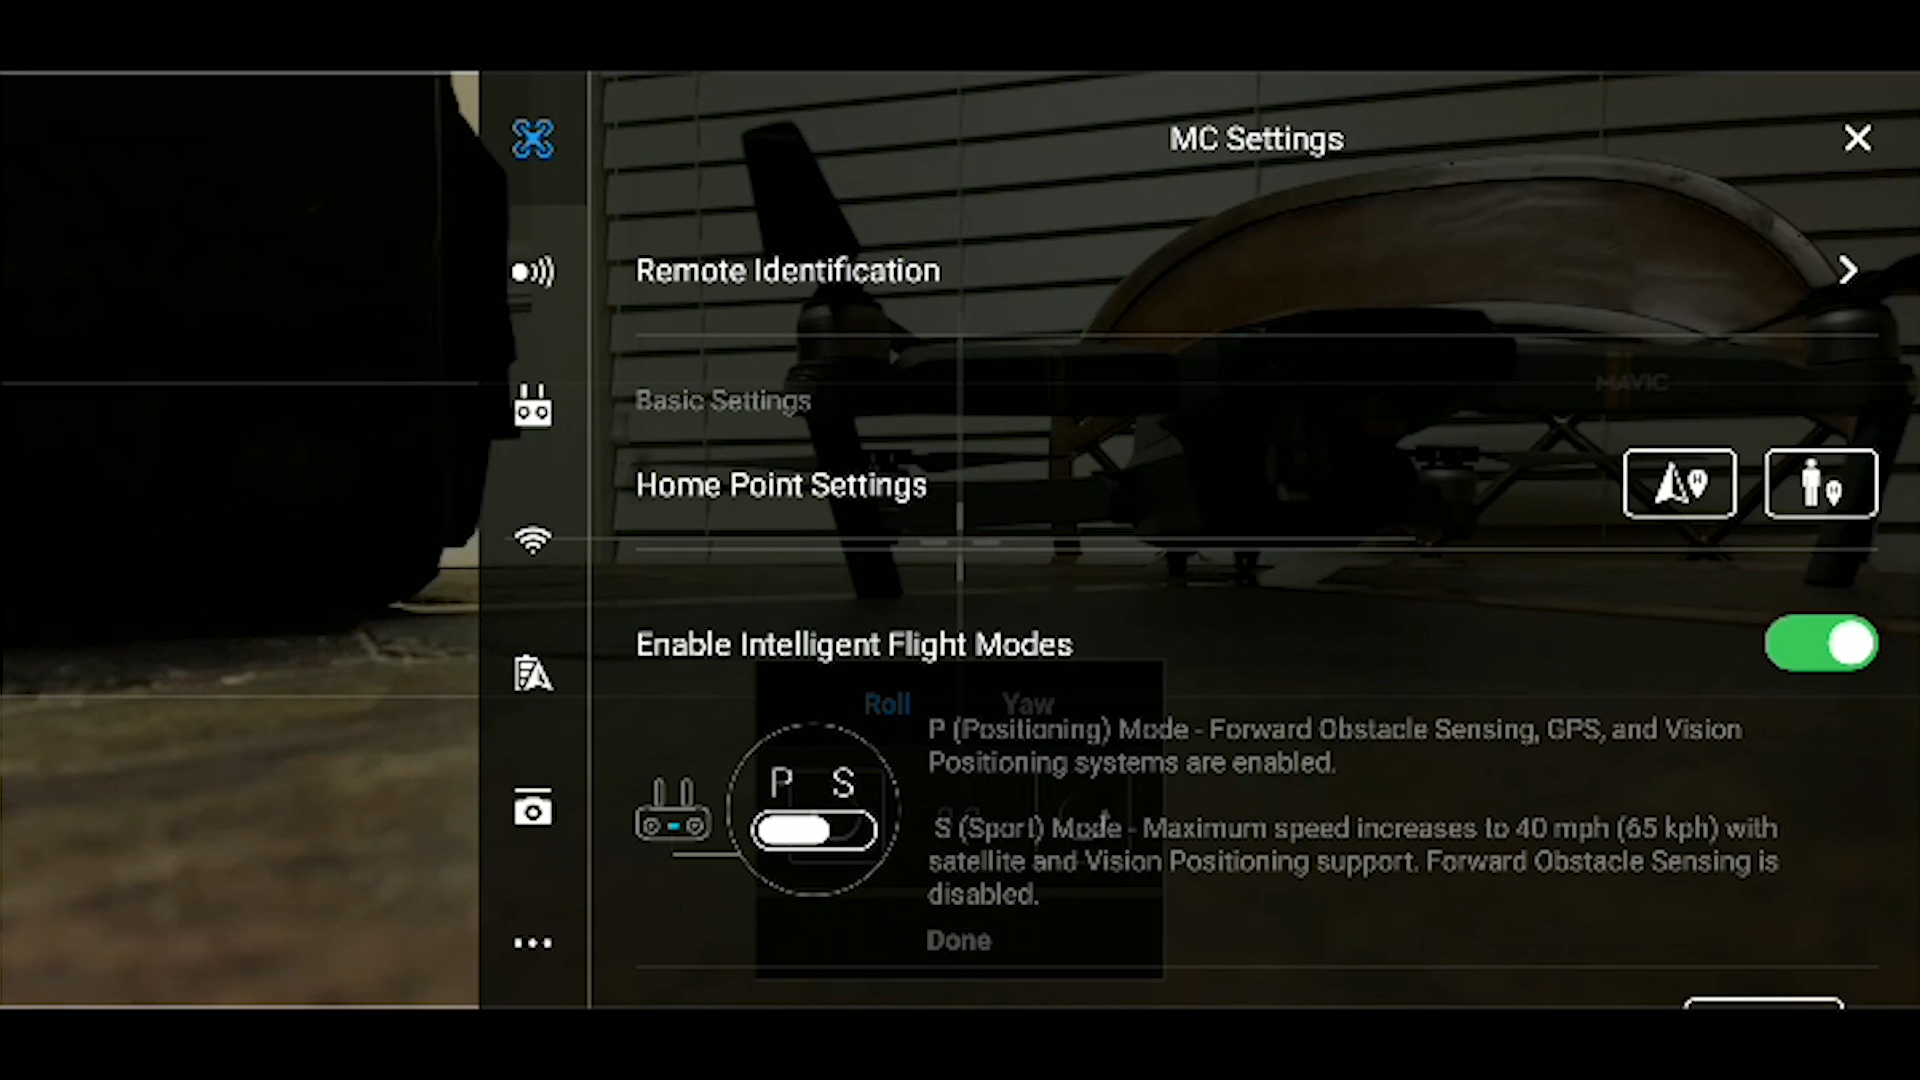 MC Settings
Remote Identification
MAVIC
Basic Settings
Home Point Settings
Enable Intelligent Flight Modes
Roll Yaw
P (Positioning) Mode - Forward Obstacle Sensing, GPS, and Vision
Positioning systems are enabled.
P S
S (Sport) Mode - Maximum speed increases to 40 mph (65 kph) with
satellite and Vision Positioning support. Forward Obstacle Sensing is
disabled.
Done